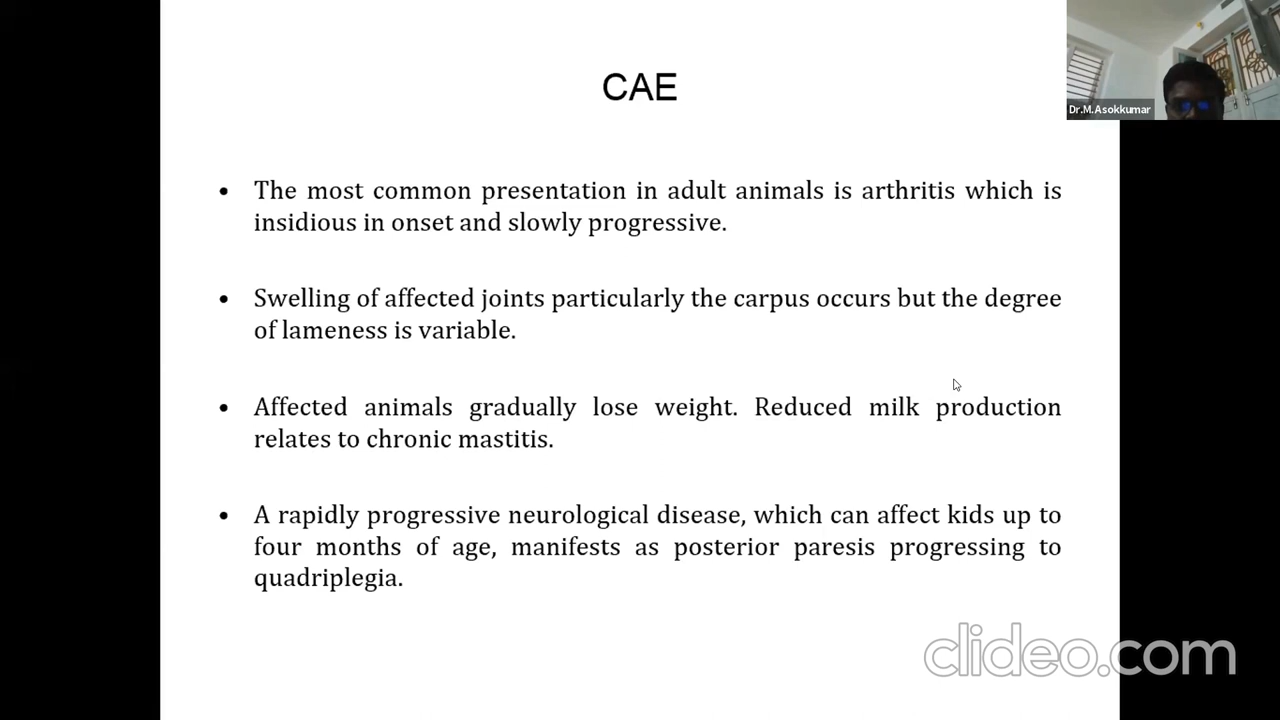 CAE
Dr.M.Asokkumar
• The most common presentation in adult animals is arthritis which is
insidious in onset and slowly progressive.
• Swelling of affected joints particularly the carpus occurs but the degree
of lameness is variable.
• Affected animals gradually lose weight. Reduced milk production
relates to chronic mastitis.
• A rapidly progressive neurological disease, which can affect kids up to
four months of age, manifests as posterior paresis progressing to
quadriplegia.
clideo.com